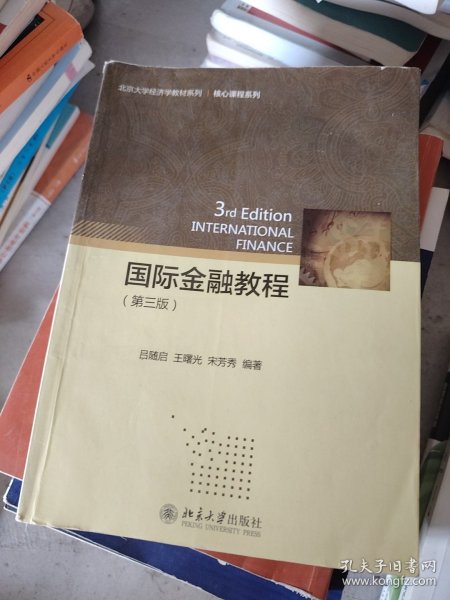 北京大学经济学教材系列 | 核心课程系列
3rd Edition
INTERNATIONAL
FINANCE
国际金融教程
（第三版）
吕随启 王曙光 宋芳秀 编著
北京大学出版社
PEKING UNIVERSITY PRESS
孔夫子旧书网
www.kongfz.com